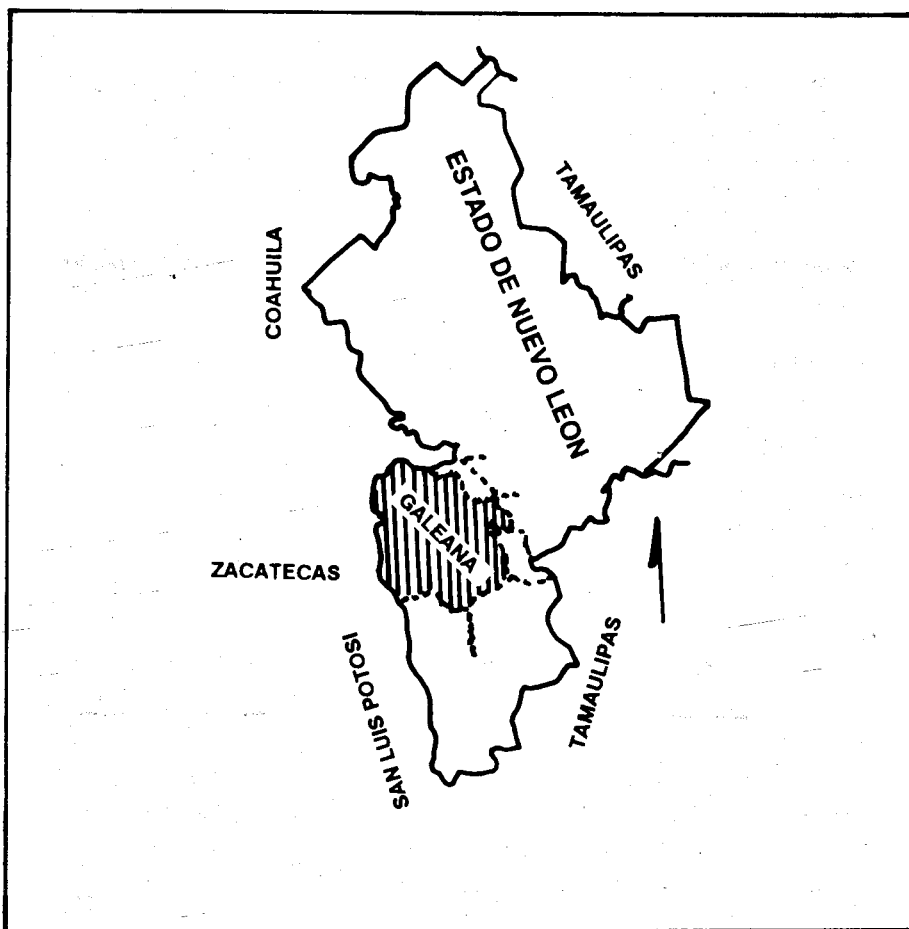 ESTADO DE NUEVO LEON
TAMAULIPAS
COAHUILA
GALEANA
ZACATECAS
SAN LUIS POTOSI
TAMAULIPAS